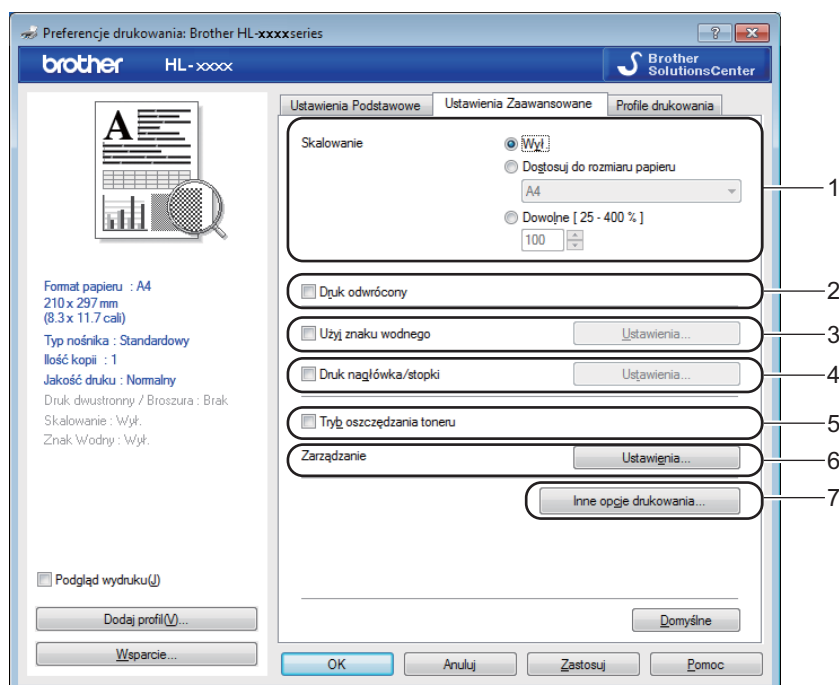 Preferencje drukowania: Brother HL-xxxxseries
brother HL-xxxx
Brother
SolutionsCenter
Ustawienia Podstawowe
Ustawienia Zaawansowane
Profile drukowania
A
Format papieru : A4
210 x 297 mm
(8.3 x 11.7 cali)
Typ nośnika : Standardowy
Ilość kopii : 1
Jakość druku : Normalny
Druk dwustronny / Broszura : Brak
Skalowanie : Wył.
Znak Wodny : Wył.
Podgląd wydruku(J)
Dodaj profil(V)...
Wsparcie...
Skalowanie
Wył.
Dostosuj do rozmiaru papieru
A4
Dowolne [ 25 - 400 % ]
100
1
Druk odwrócony
2
Użyj znaku wodnego
Ustawienia...
3
Druk nagłówka/stopki
Ustawienia...
4
Tryb oszczędzania toneru
5
Zarządzanie
Ustawienia...
6
Inne opcje drukowania...
7
Domyślne
OK
Anuluj
Zastosuj
Pomoc